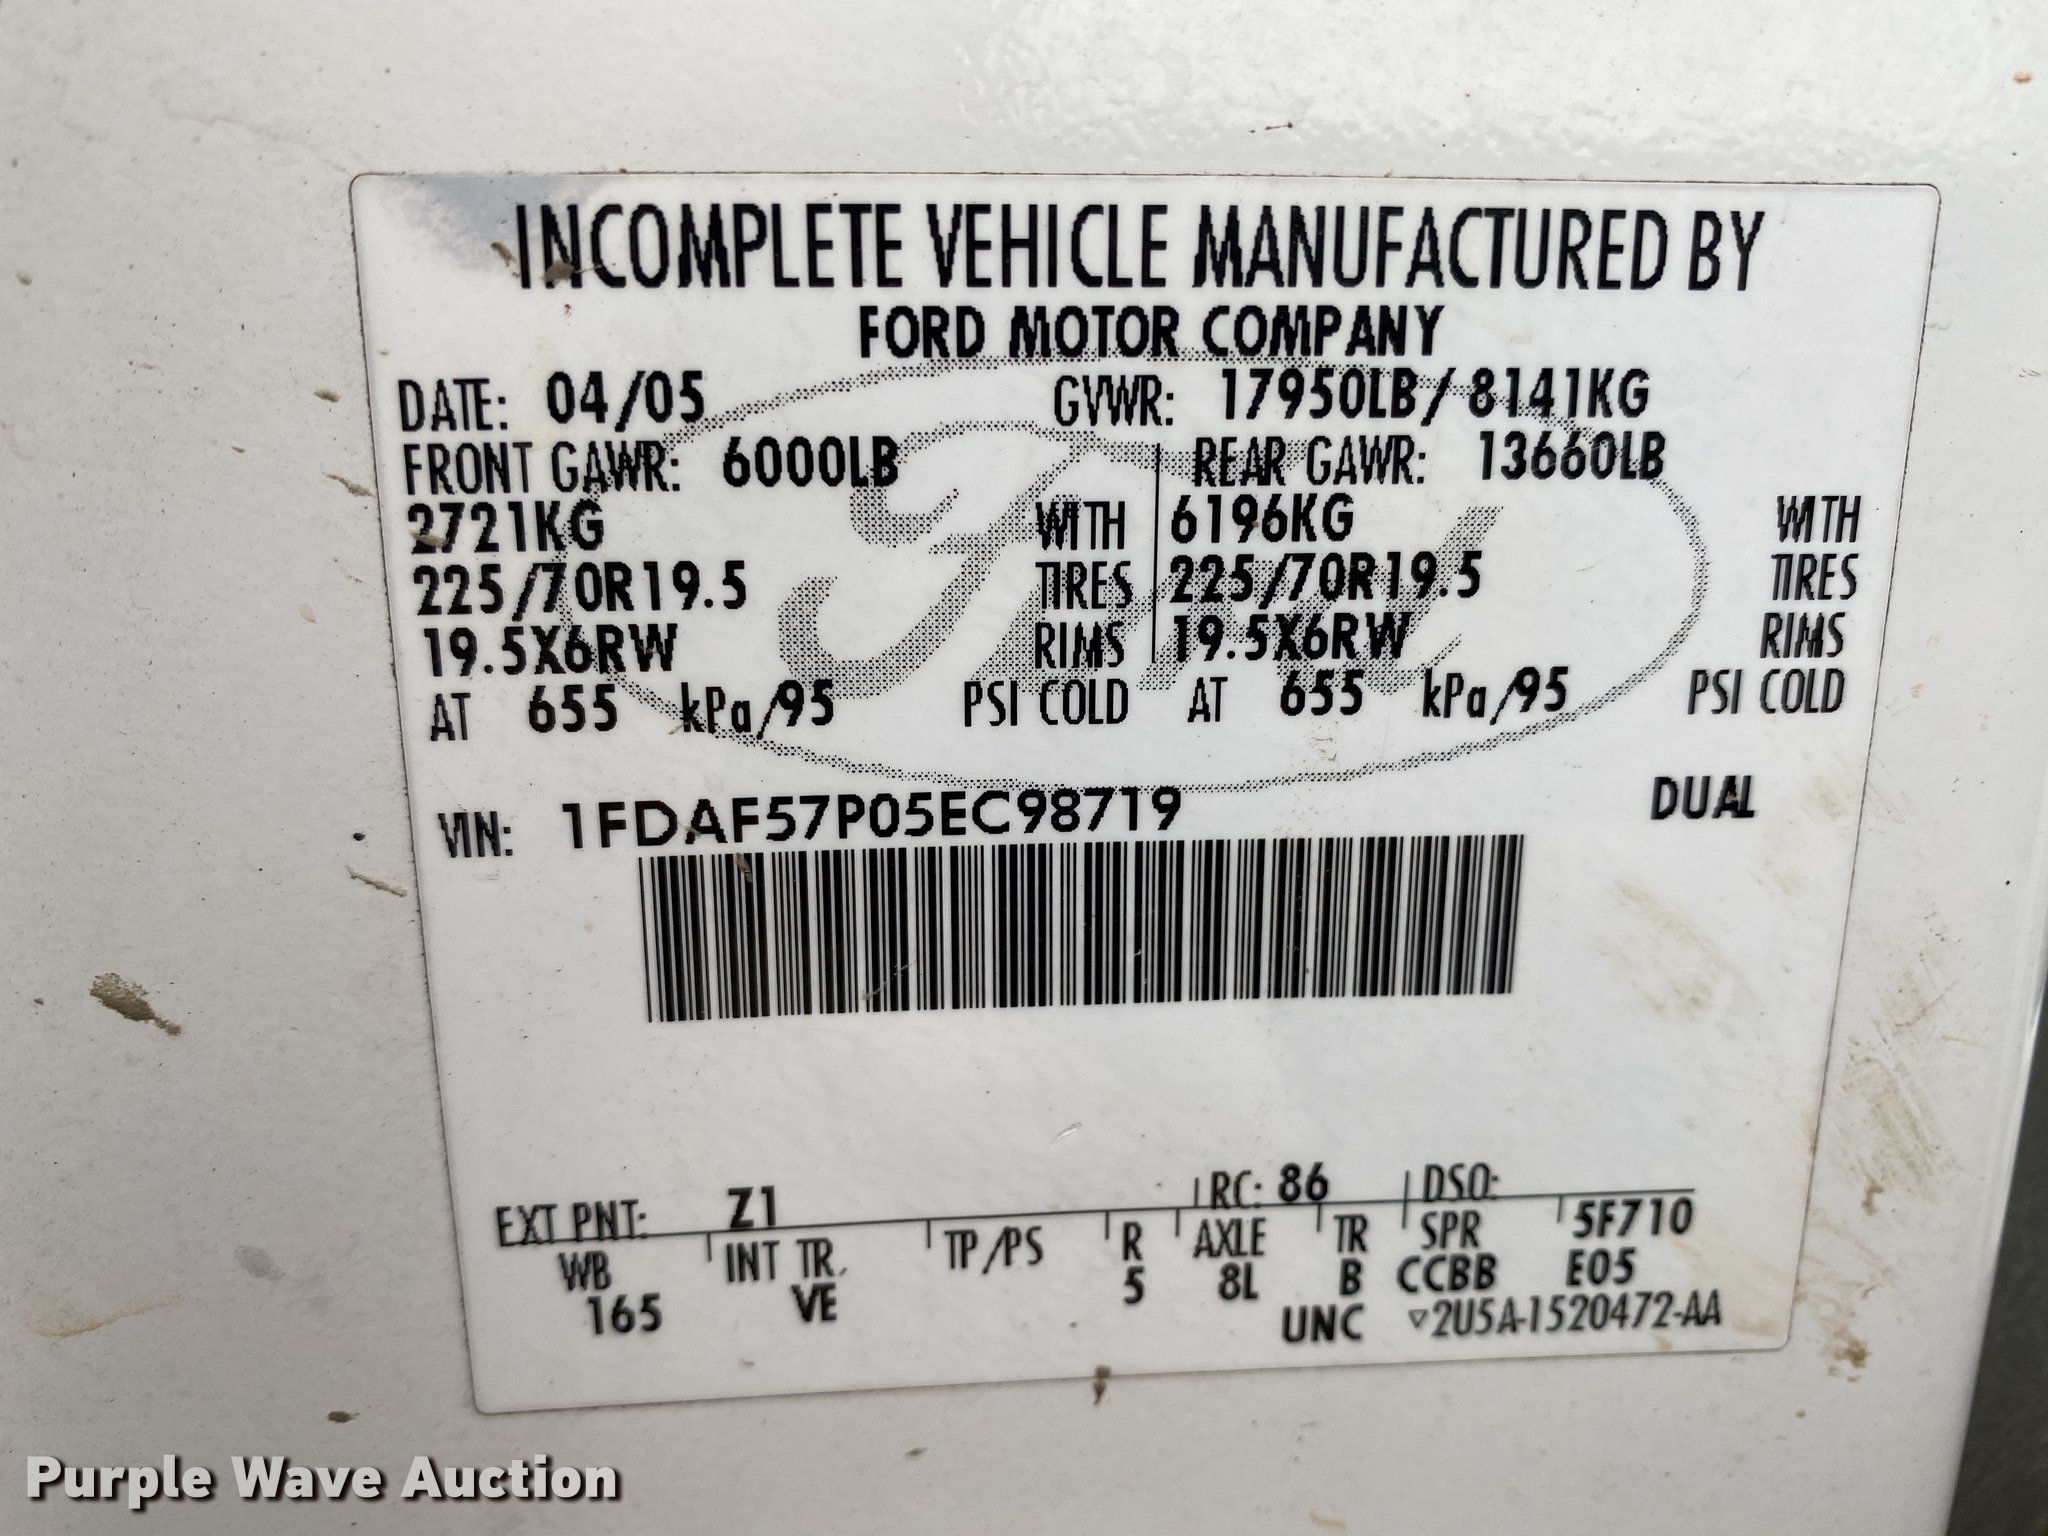 INCOMPLETE VEHICLE MANUFACTURED BY
FORD MOTOR COMPANY
DATE: 04/05 GVWR: 17950LB/ 8141KG
FRONT GAWR: 6000LB REAR GAWR: 13660LB
2721KG WITH 6196KG WITH
225/70R19.5 TIRES 225/70R19.5 TIRES
19.5X6RW RIMS 19.5X6RW RIMS
AT 655 kPa/95 PSI COLD AT 655 kPa/95 PSI COLD
VIN: 1FDAF57P05EC98719 DUAL
EXT PNT: Z1 RC: 86 DSO:
WB INT TR. TP/PS R AXLE TR SPR 5F710
165 VE 5 8L B CCBB E05
UNC ▽2U5A-1520472-AA
Purple Wave Auction